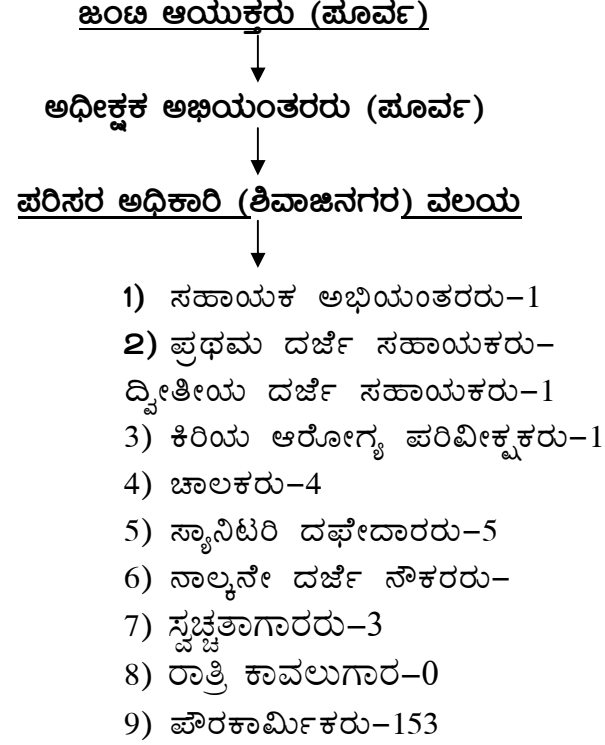 ಜಂಟಿ ಆಯುಕ್ತರು (ಪೂರ್ವ)
ಅಧೀಕ್ಷಕ ಅಭಿಯಂತರರು (ಪೂರ್ವ)
ಪರಿಸರ ಅಧಿಕಾರಿ (ಶಿವಾಜಿನಗರ) ವಲಯ
1) ಸಹಾಯಕ ಅಭಿಯಂತರರು–1
2) ಪ್ರಥಮ ದರ್ಜೆ ಸಹಾಯಕರು–
ದ್ವಿತೀಯ ದರ್ಜೆ ಸಹಾಯಕರು–1
3) ಕಿರಿಯ ಆರೋಗ್ಯ ಪರಿವೀಕ್ಷಕರು–1
4) ಚಾಲಕರು–4
5) ಸ್ಯಾನಿಟರಿ ದಫೇದಾರರು–5
6) ನಾಲ್ಕನೇ ದರ್ಜೆ ನೌಕರರು–
7) ಸ್ವಚ್ಚತಾಗಾರರು–3
8) ರಾತ್ರಿ ಕಾವಲುಗಾರ–0
9) ಪೌರಕಾರ್ಮಿಕರು–153